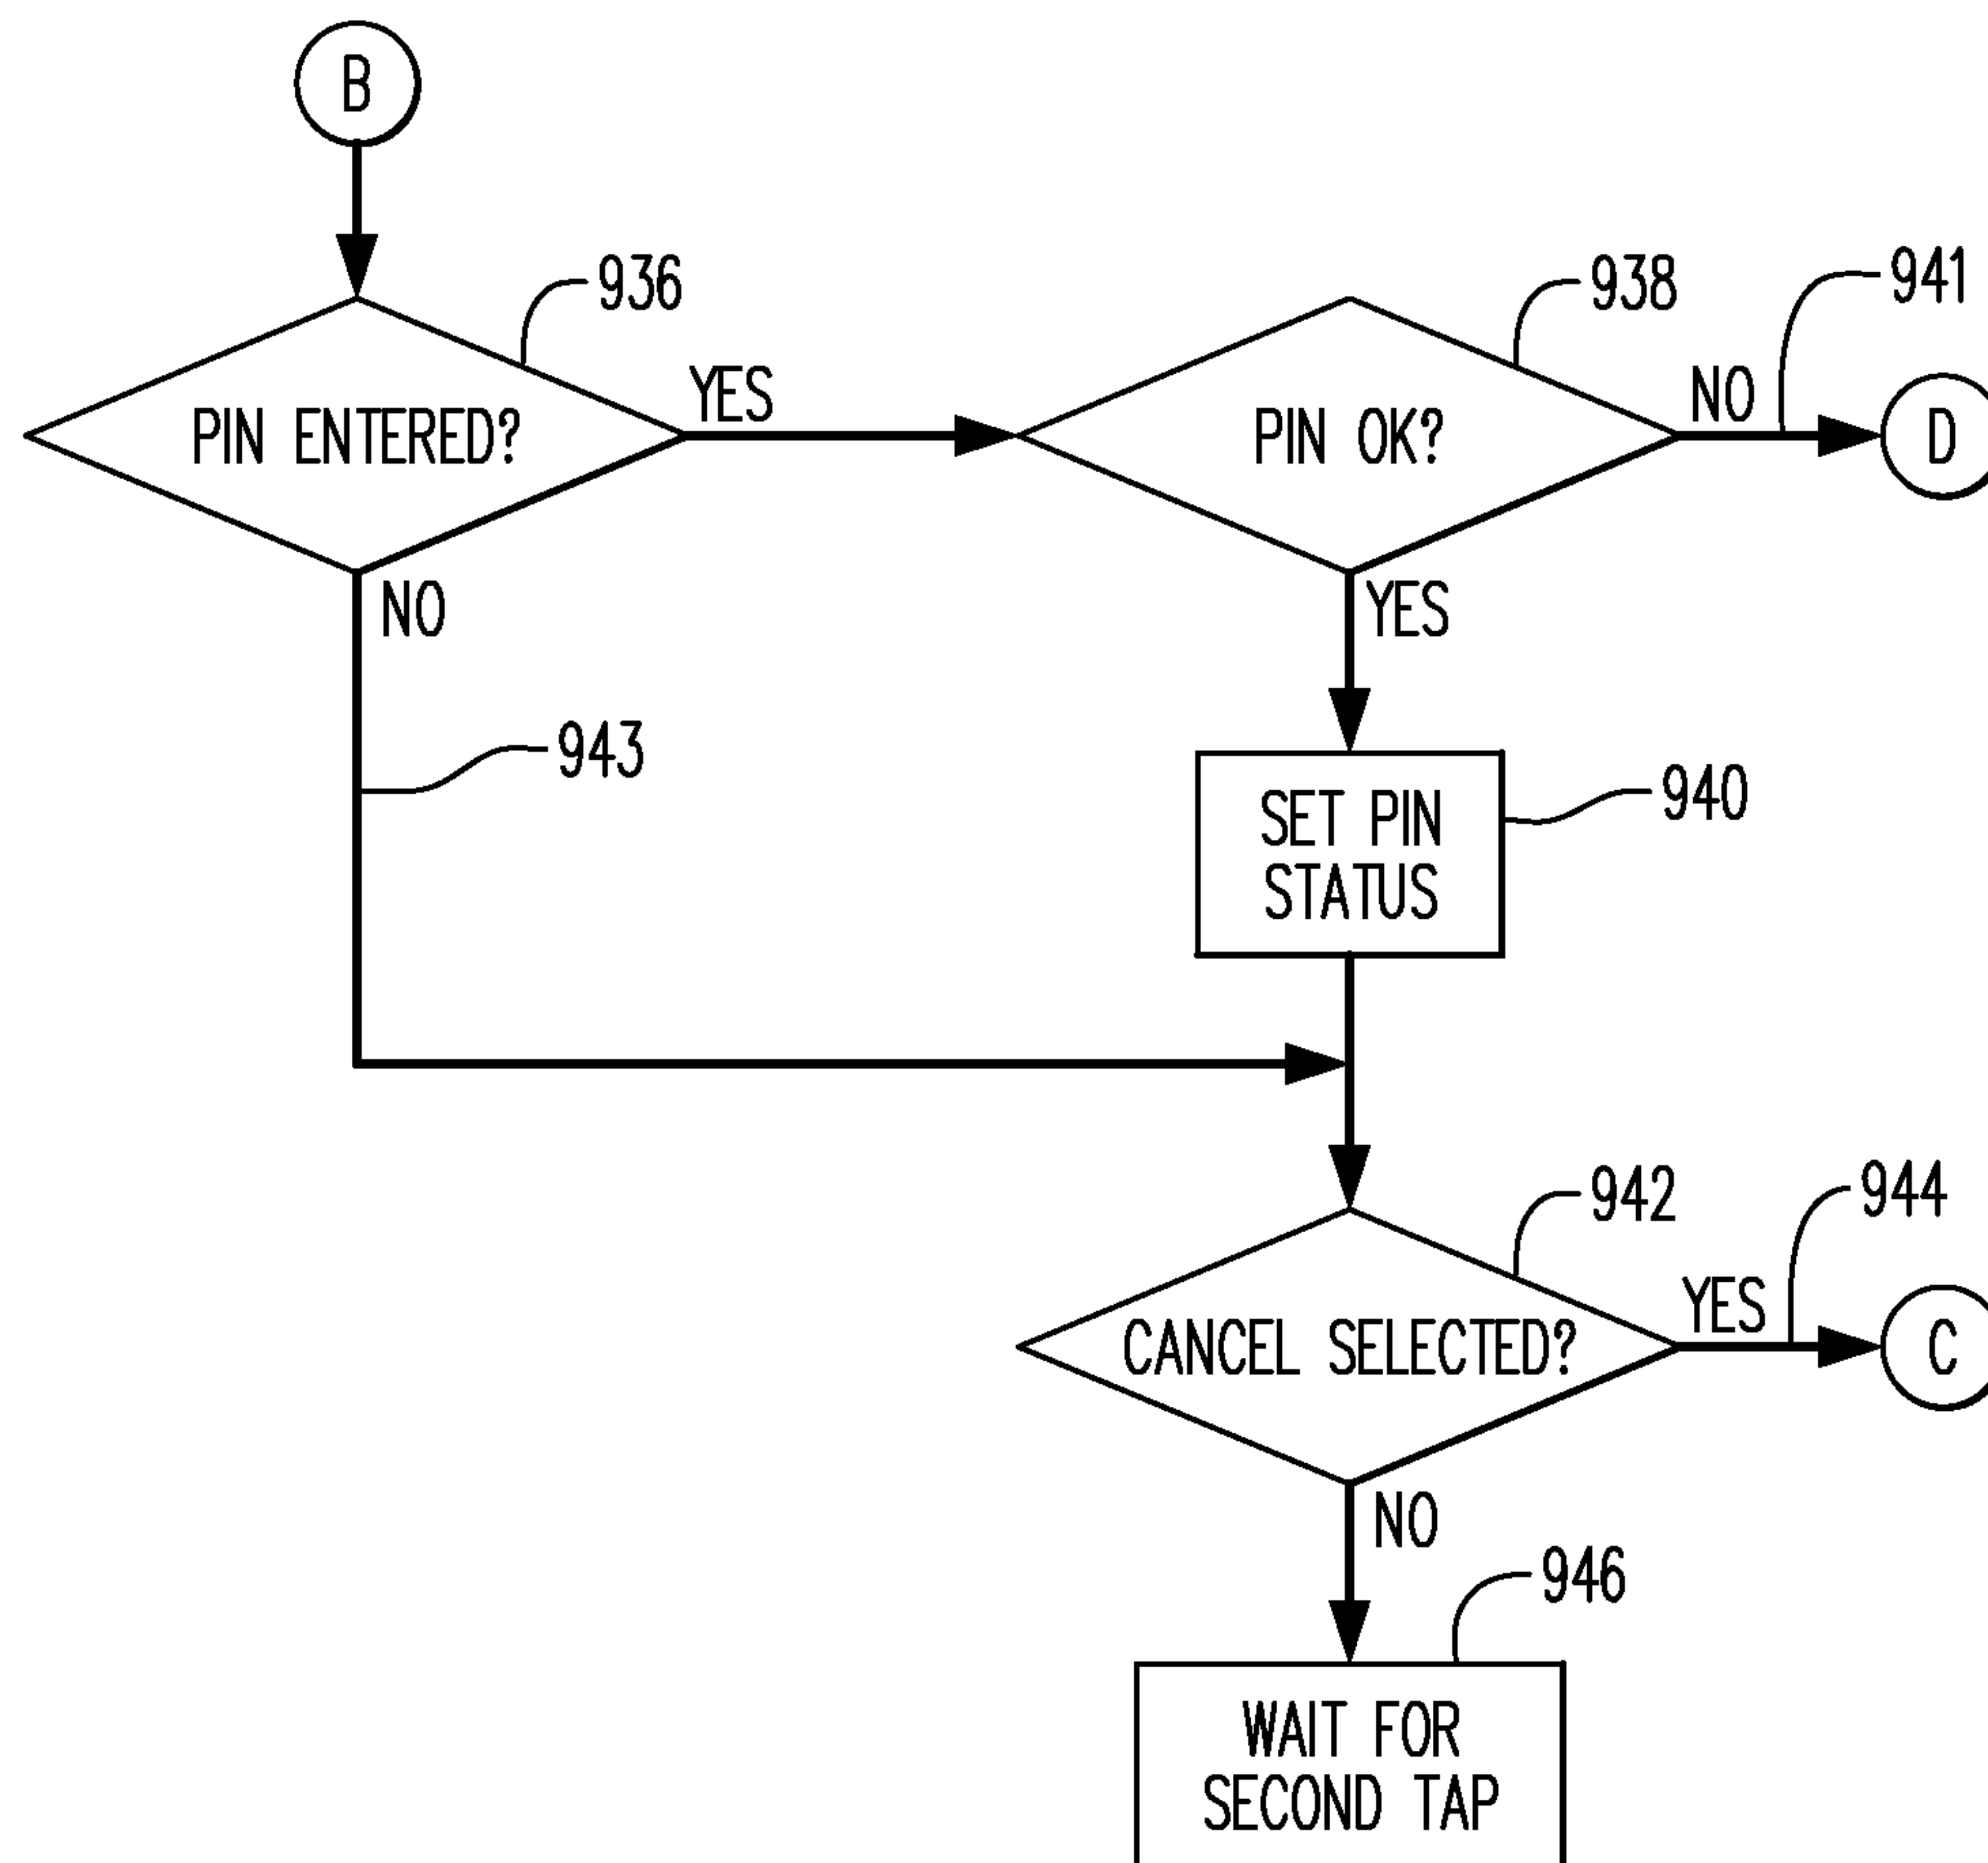 B
936
938
941
PIN ENTERED?
YES
PIN OK?
NO
D
NO
YES
943
SET PIN
STATUS
940
942
944
CANCEL SELECTED?
YES
C
NO
946
WAIT FOR
SECOND TAP